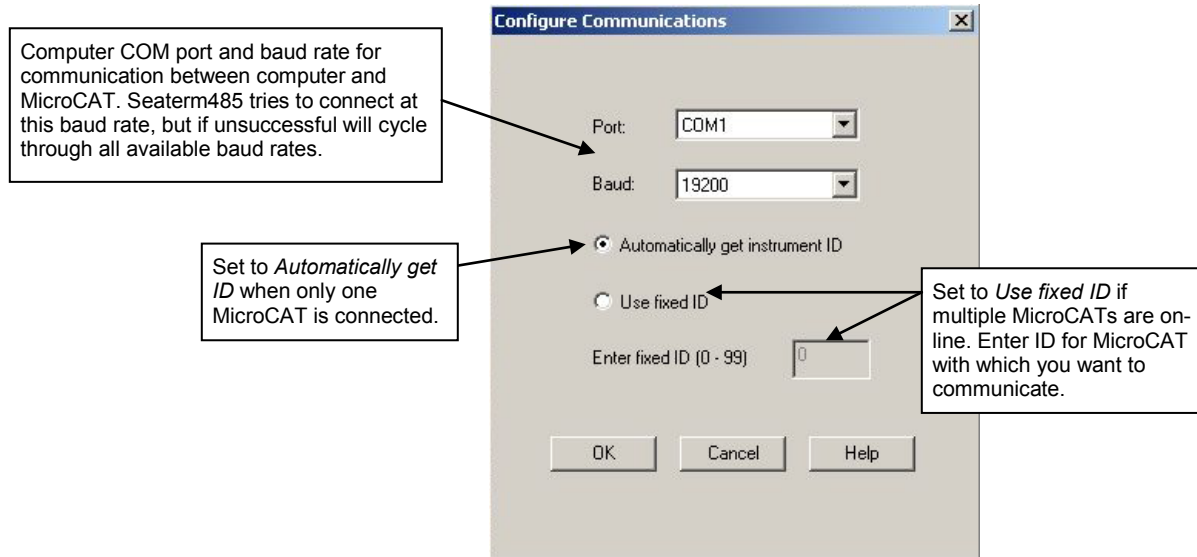 Configure Communications
Computer COM port and baud rate for
communication between computer and
MicroCAT. Seaterm485 tries to connect at
this baud rate, but if unsuccessful will cycle
through all available baud rates.
Port: COM1
Baud: 19200
Automatically get instrument ID
Set to Automatically get
ID when only one
MicroCAT is connected.
Use fixed ID
Enter fixed ID (0 - 99) 0
Set to Use fixed ID if
multiple MicroCATs are on-
line. Enter ID for MicroCAT
with which you want to
communicate.
OK Cancel Help